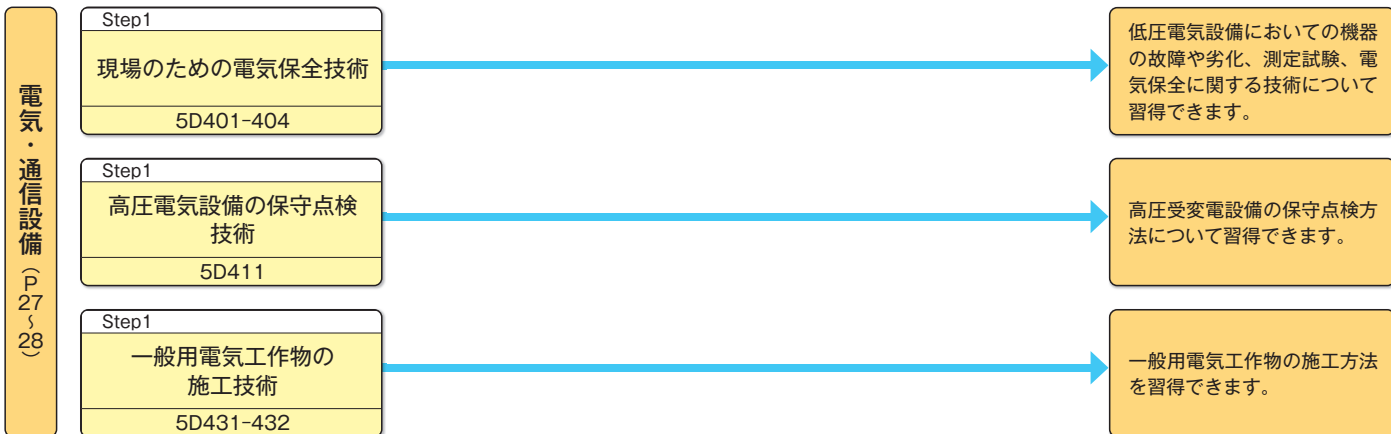 電気・通信設備（P27～28）
Step1
現場のための電気保全技術
5D401-404
低圧電気設備においての機器
の故障や劣化、測定試験、電
気保全に関する技術について
習得できます。
Step1
高圧電気設備の保守点検
技術
5D411
高圧受変電設備の保守点検方
法について習得できます。
Step1
一般用電気工作物の
施工技術
5D431-432
一般用電気工作物の施工方法
を習得できます。